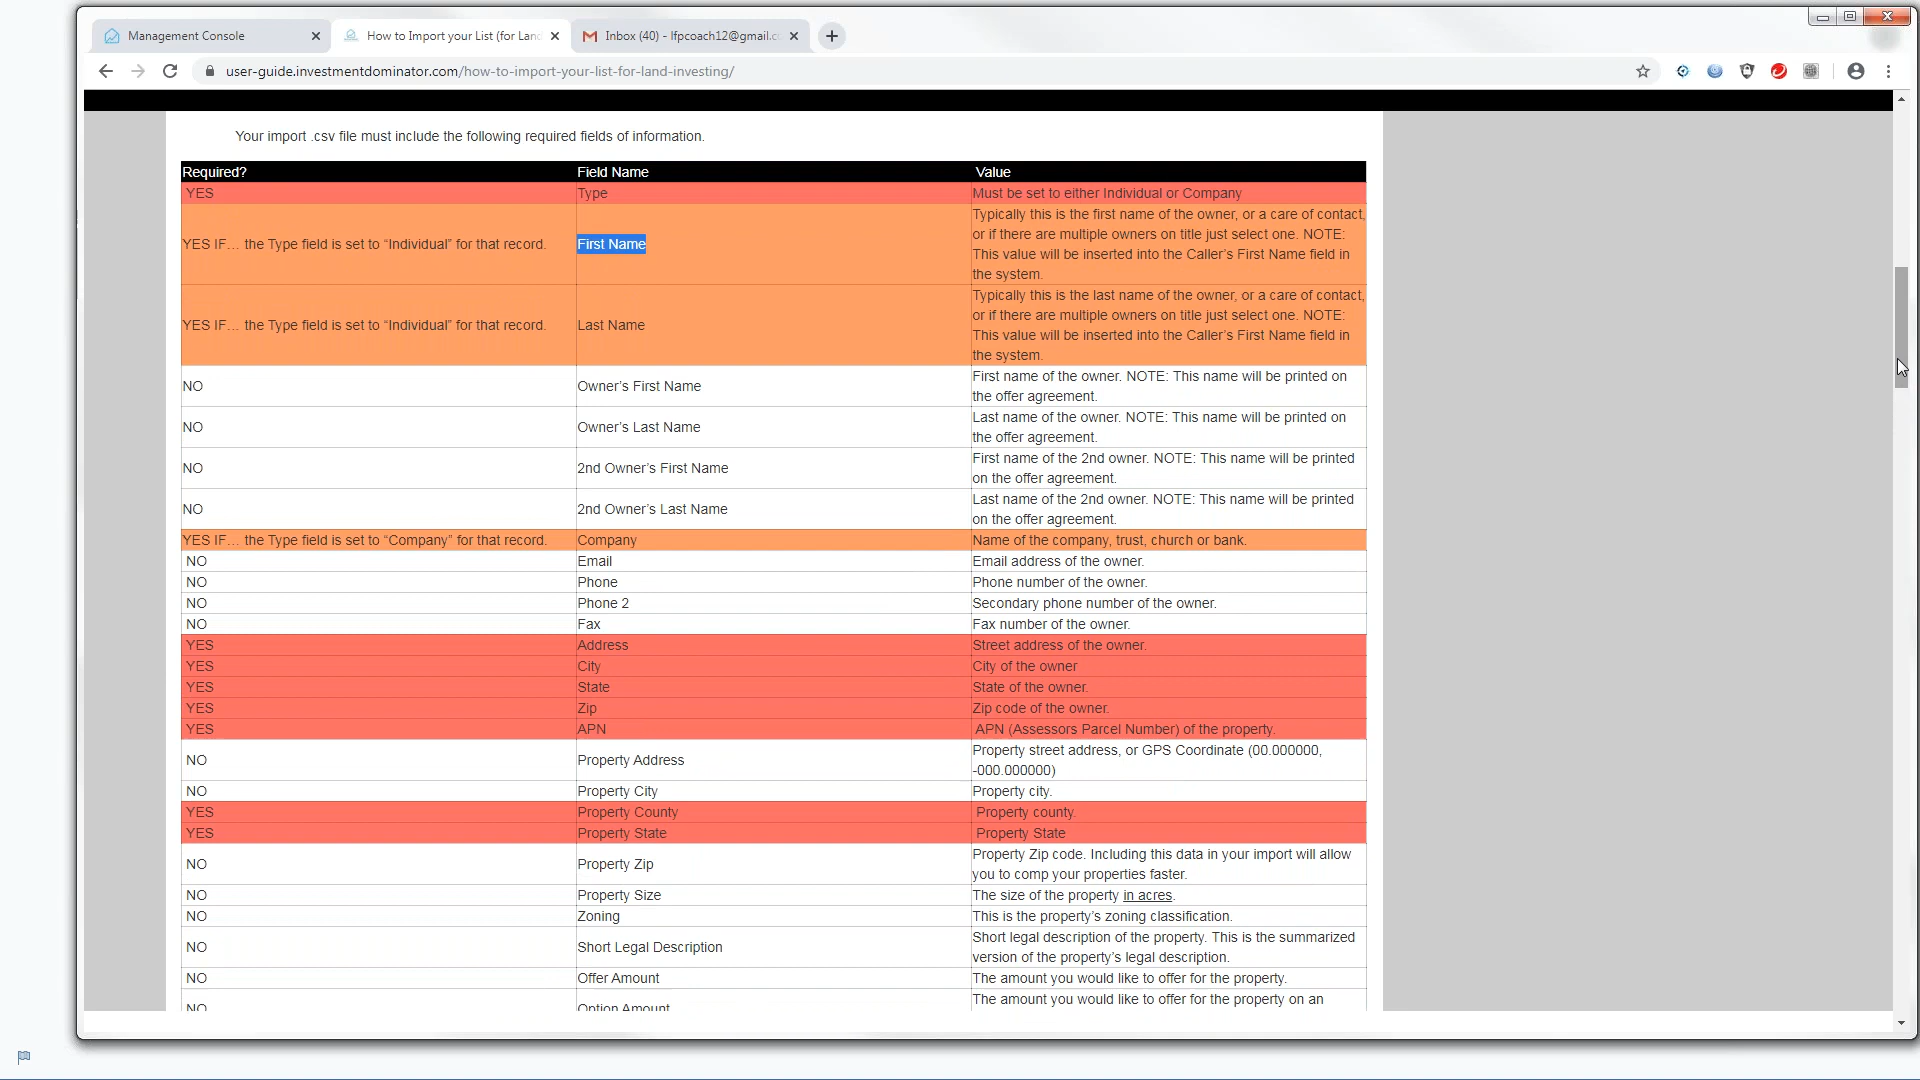 Management Console
How to Import your List (for Lan
Inbox (40) - lfpcoach12@gmail.c
user-guide.investmentdominator.com/how-to-import-your-list-for-land-investing/
Your import .csv file must include the following required fields of information.
Required? Field Name Value
YES Type Must be set to either Individual or Company
YES IF… the Type field is set to “Individual” for that record. First Name Typically this is the first name of the owner, or a care of contact,
or if there are multiple owners on title just select one. NOTE:
This value will be inserted into the Caller’s First Name field in
the system.
YES IF… the Type field is set to “Individual” for that record. Last Name Typically this is the last name of the owner, or a care of contact,
or if there are multiple owners on title just select one. NOTE:
This value will be inserted into the Caller’s First Name field in
the system.
NO Owner’s First Name First name of the owner. NOTE: This name will be printed on
the offer agreement.
NO Owner’s Last Name Last name of the owner. NOTE: This name will be printed on
the offer agreement.
NO 2nd Owner’s First Name First name of the 2nd owner. NOTE: This name will be printed
on the offer agreement.
NO 2nd Owner’s Last Name Last name of the 2nd owner. NOTE: This name will be printed
on the offer agreement.
YES IF… the Type field is set to “Company” for that record. Company Name of the company, trust, church or bank.
NO Email Email address of the owner.
NO Phone Phone number of the owner.
NO Phone 2 Secondary phone number of the owner.
NO Fax Fax number of the owner.
YES Address Street address of the owner.
YES City City of the owner
YES State State of the owner.
YES Zip Zip code of the owner.
YES APN APN (Assessors Parcel Number) of the property.
NO Property Address Property street address, or GPS Coordinate (00.000000,
-000.000000)
NO Property City Property city.
YES Property County Property county.
YES Property State Property State
NO Property Zip Property Zip code. Including this data in your import will allow
you to comp your properties faster.
NO Property Size The size of the property in acres.
NO Zoning This is the property’s zoning classification.
NO Short Legal Description Short legal description of the property. This is the summarized
version of the property’s legal description.
NO Offer Amount The amount you would like to offer for the property.
NO Option Amount The amount you would like to offer for the property on an